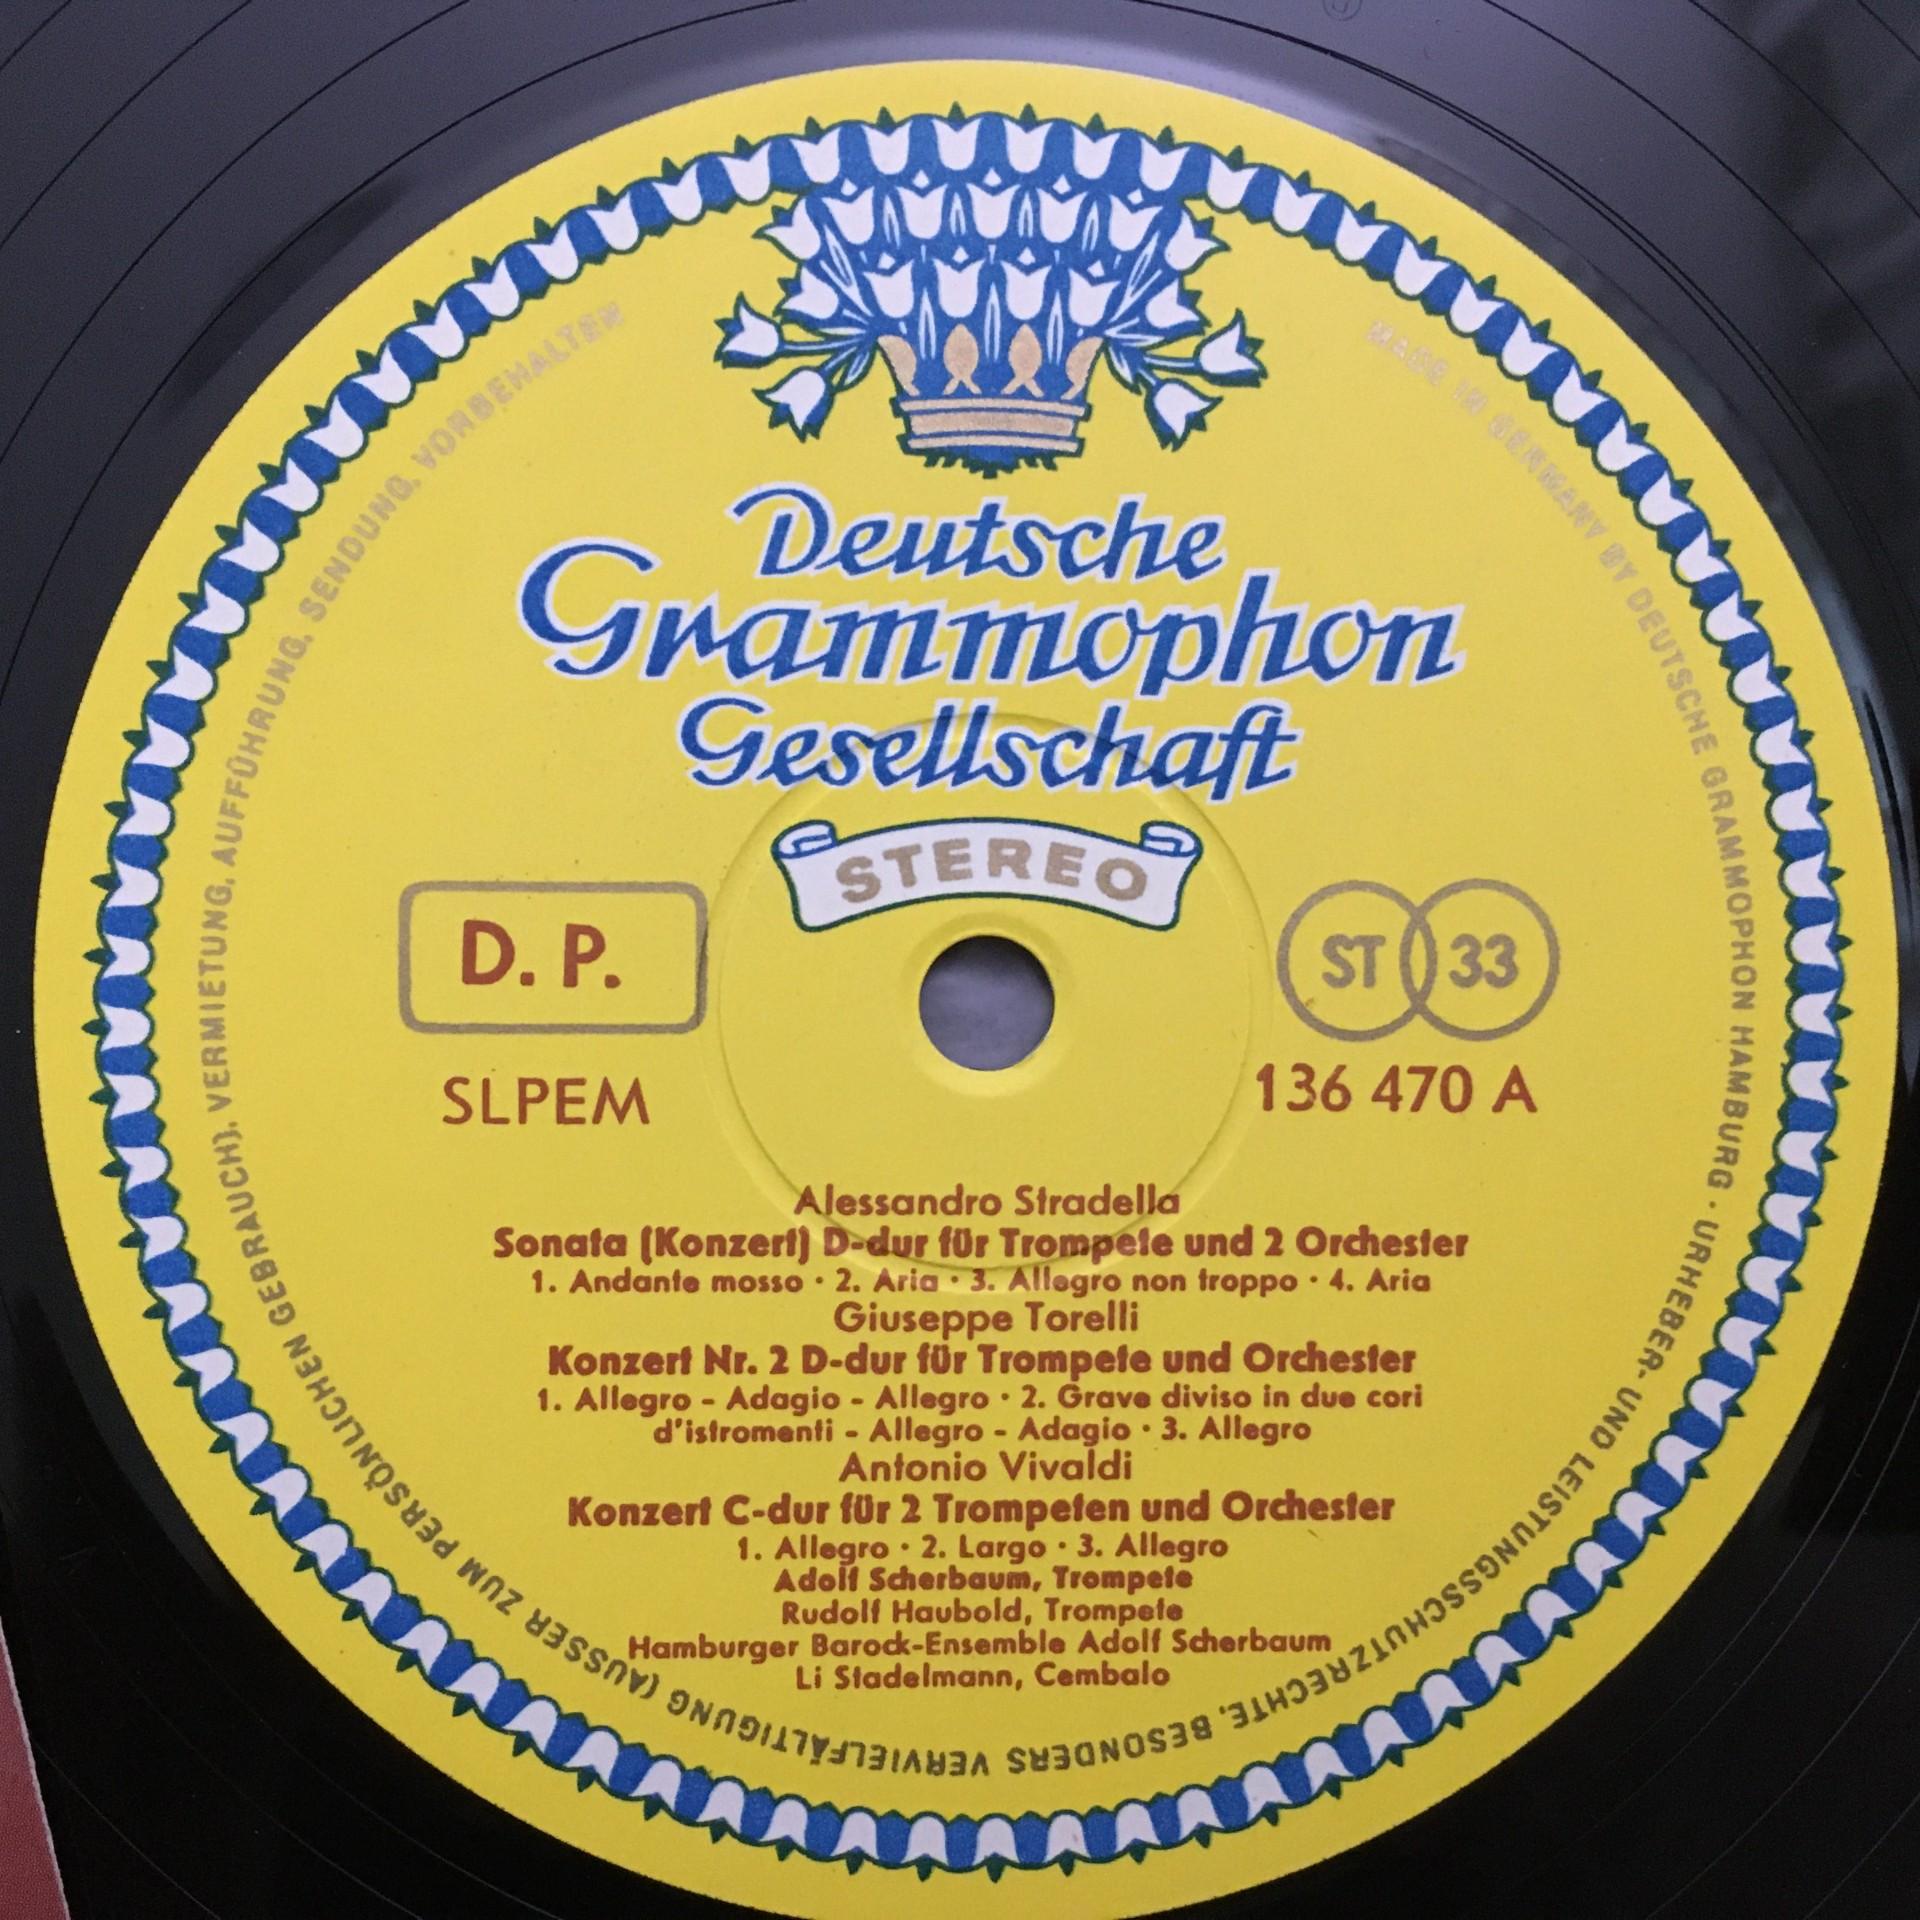 Deutsche
Grammophon
Gesellschaft
STEREO
D. P.
ST 33
SLPEM
136 470 A
Alessandro Stradella
Sonata (Konzert) D-dur für Trompete und 2 Orchester
1. Andante mosso · 2. Aria · 3. Allegro non troppo · 4. Aria
Giuseppe Torelli
Konzert Nr. 2 D-dur für Trompete und Orchester
1. Allegro - Adagio - Allegro · 2. Grave diviso in due cori
d'istromenti - Allegro - Adagio · 3. Allegro
Antonio Vivaldi
Konzert C-dur für 2 Trompeten und Orchester
1. Allegro · 2. Largo · 3. Allegro
Adolf Scherbaum, Trompete
Rudolf Haubold, Trompete
Hamburger Barock-Ensemble Adolf Scherbaum
Li Stadelmann, Cembalo
MADE IN GERMANY BY DEUTSCHE GRAMMOPHON HAMBURG · URHEBER- UND LEISTUNGSSCHUTZRECHTE, BESONDERS VERVIELFÄLTIGUNG (AUSSER ZUM PERSÖNLICHEN GEBRAUCH), VERMIETUNG, AUFFÜHRUNG, SENDUNG, VORBEHALTEN